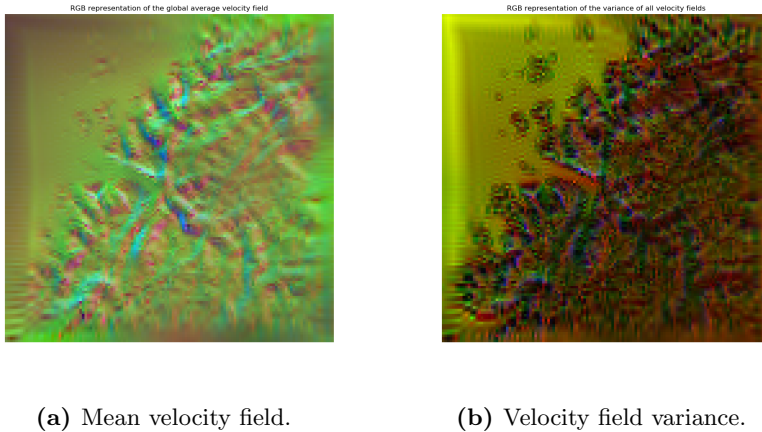 RGB representation of the global average velocity field
RGB representation of the variance of all velocity fields
(a) Mean velocity field.
(b) Velocity field variance.